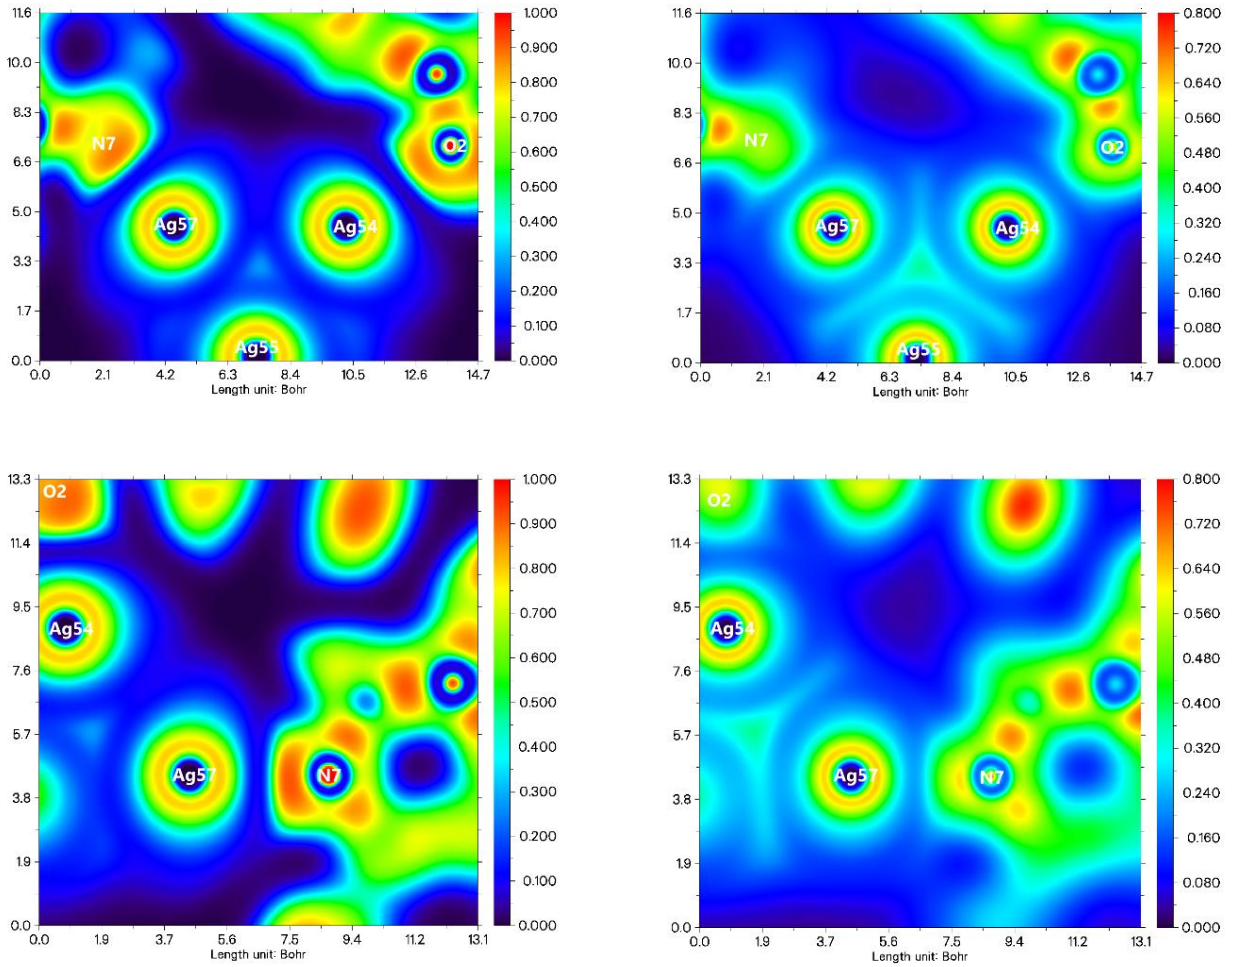 11.6
10.0
8.3
6.6
5.0
3.3
1.7
0.0
0.0 2.1 4.2 6.3 8.4 10.5 12.6 14.7
Length unit: Bohr
N7
O2
Ag57
Ag54
Ag55
1.000
0.900
0.800
0.700
0.600
0.500
0.400
0.300
0.200
0.100
0.000
11.6
10.0
8.3
6.6
5.0
3.3
1.7
0.0
0.0 2.1 4.2 6.3 8.4 10.5 12.6 14.7
Length unit: Bohr
N7
O2
Ag57
Ag54
Ag55
0.800
0.720
0.640
0.560
0.480
0.400
0.320
0.240
0.160
0.080
0.000
13.3
11.4
9.5
7.6
5.7
3.8
1.9
0.0
0.0 1.9 3.7 5.6 7.5 9.4 11.2 13.1
Length unit: Bohr
O2
Ag54
Ag57
N7
1.000
0.900
0.800
0.700
0.600
0.500
0.400
0.300
0.200
0.100
0.000
13.3
11.4
9.5
7.6
5.7
3.8
1.9
0.0
0.0 1.9 3.7 5.6 7.5 9.4 11.2 13.1
Length unit: Bohr
O2
Ag54
Ag57
N7
0.800
0.720
0.640
0.560
0.480
0.400
0.320
0.240
0.160
0.080
0.000